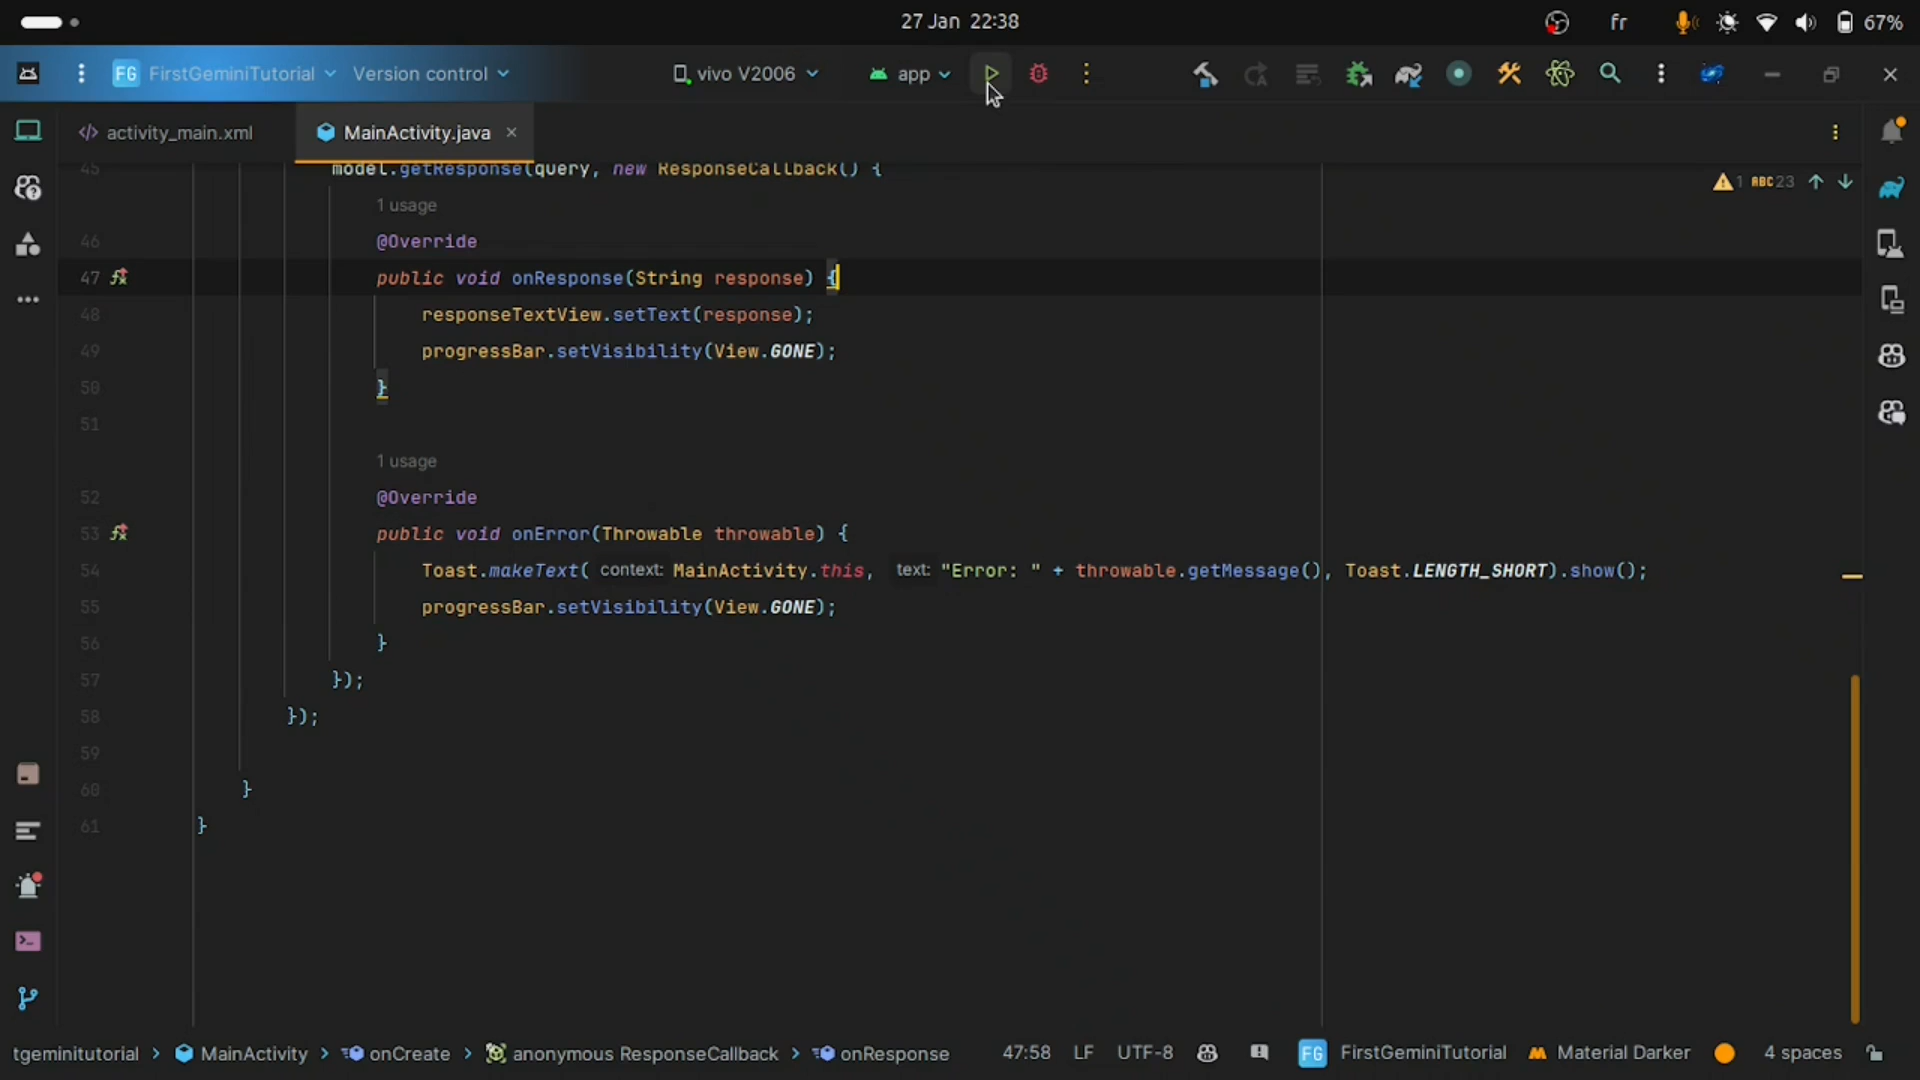 27 Jan 22:38
fr
67%
FG FirstGeminiTutorial
Version control
vivo V2006
app
activity_main.xml
MainActivity.java
45 model.getResponse(query, new ResponseCallback() {
1 usage
46 @Override
47 public void onResponse(String response) {
48 responseTextView.setText(response);
49 progressBar.setVisibility(View.GONE);
50 }
51
1 usage
52 @Override
53 public void onError(Throwable throwable) {
54 Toast.makeText( context: MainActivity.this, text: "Error: " + throwable.getMessage(), Toast.LENGTH_SHORT).show();
55 progressBar.setVisibility(View.GONE);
56 }
57 });
58 });
59
60 }
61 }
1 ABC 23
tgeminitutorial > MainActivity > onCreate > anonymous ResponseCallback > onResponse
47:58 LF UTF-8 FG FirstGeminiTutorial Material Darker 4 spaces